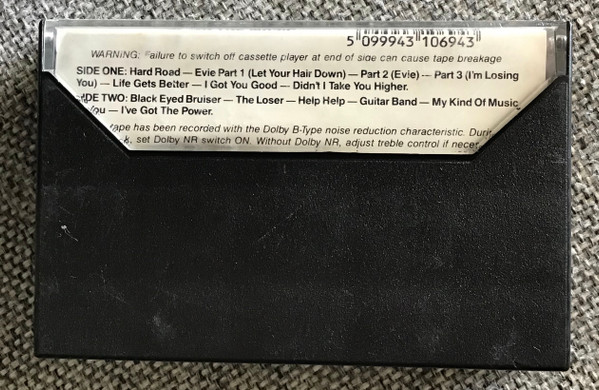 5 099943 106943
WARNING: Failure to switch off cassette player at end of side can cause tape breakage
SIDE ONE: Hard Road — Evie Part 1 (Let Your Hair Down) — Part 2 (Evie) — Part 3 (I'm Losing
You) — Life Gets Better — I Got You Good — Didn't I Take You Higher.
SIDE TWO: Black Eyed Bruiser — The Loser — Help Help — Guitar Band — My Kind Of Music
You — I've Got The Power.
tape has been recorded with the Dolby B-Type noise reduction characteristic.
set Dolby NR switch ON. Without Dolby NR, adjust treble control if